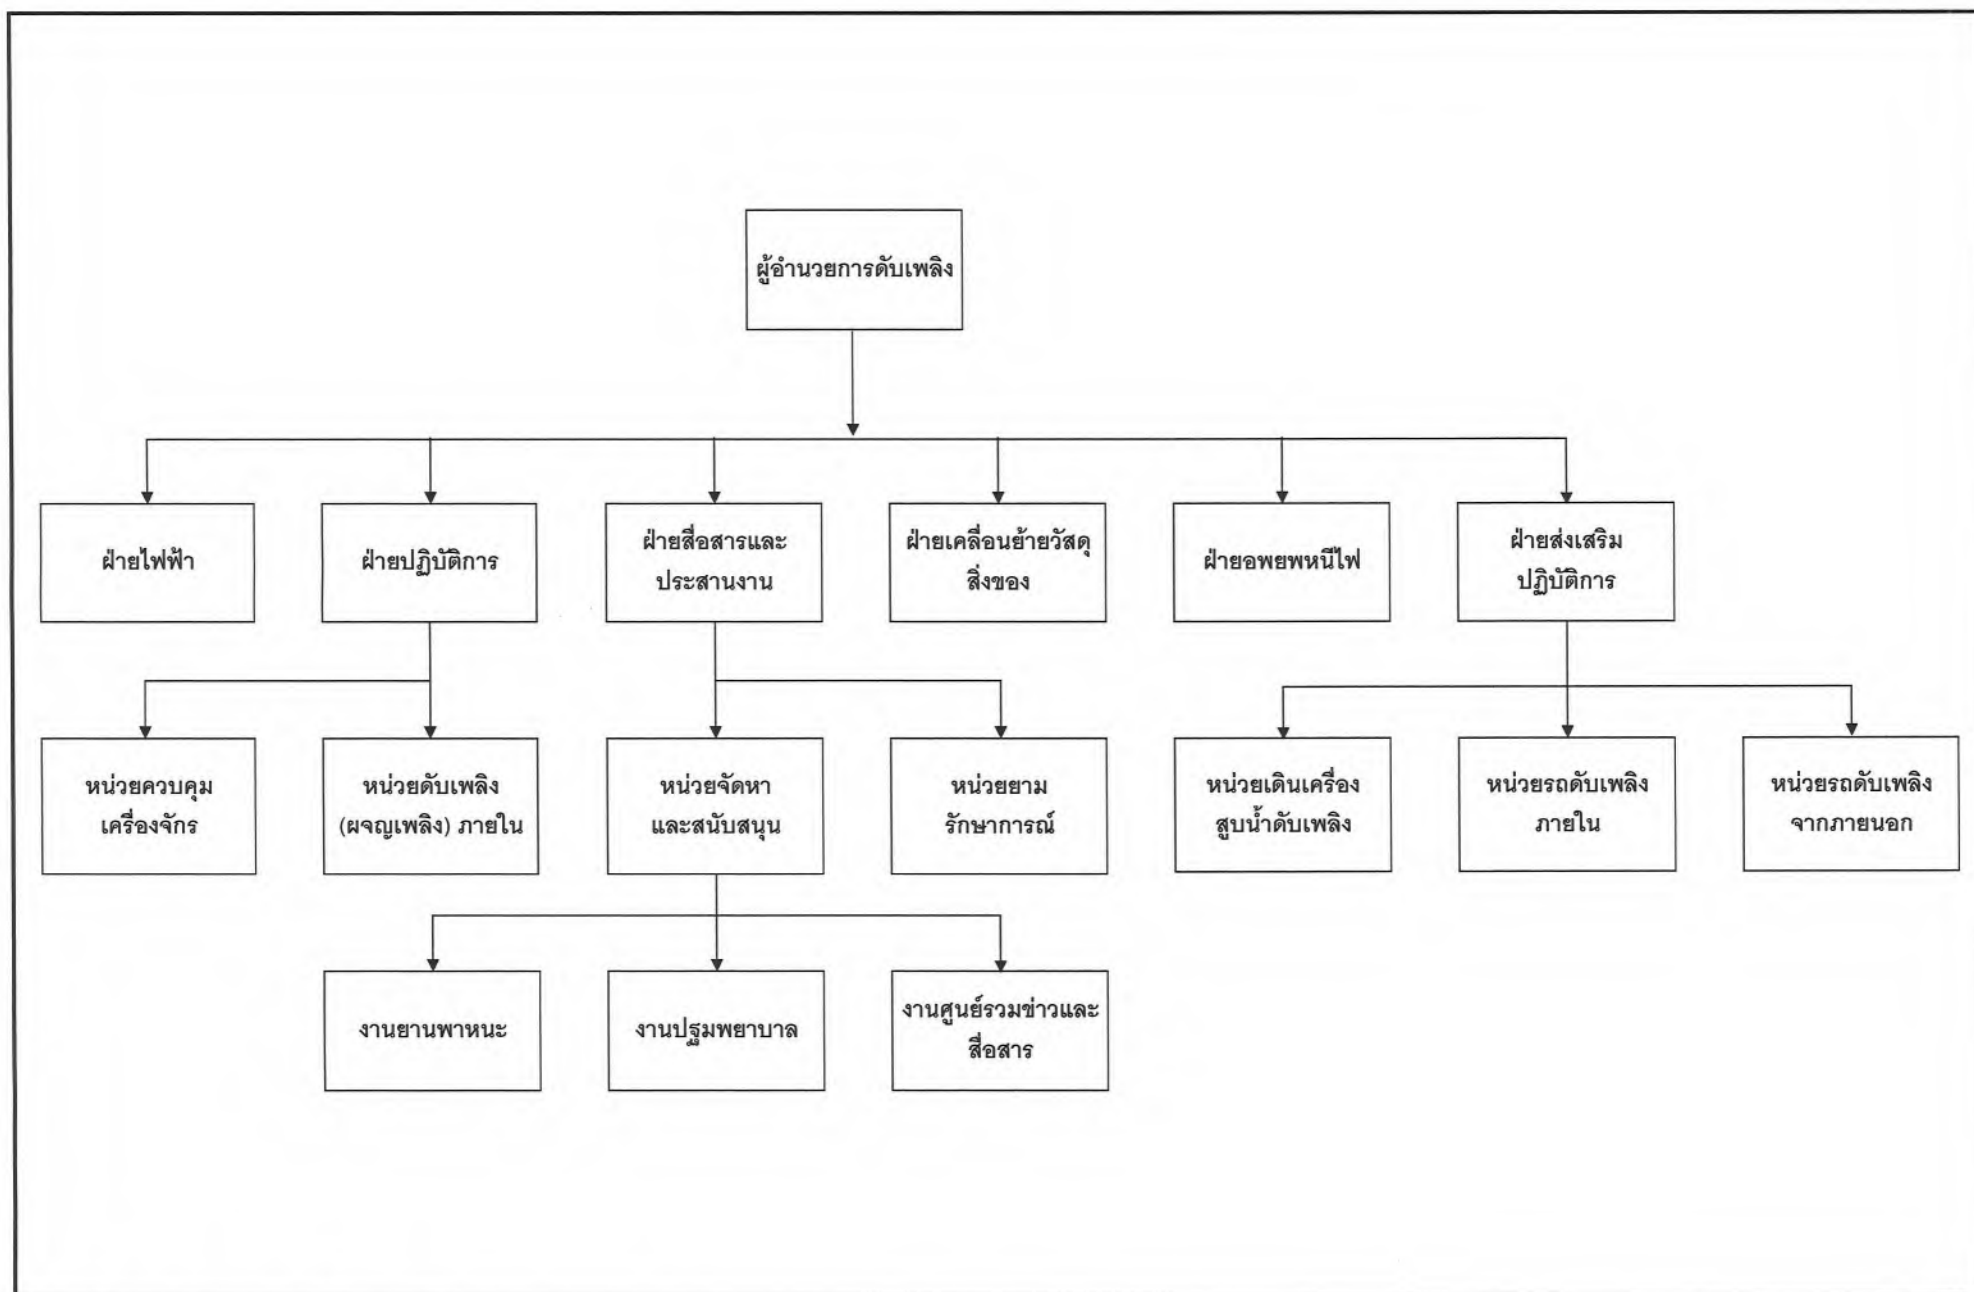 ผู้อำนวยการดับเพลิง
ฝ่ายไฟฟ้า
ฝ่ายปฏิบัติการ
ฝ่ายสื่อสารและ
ประสานงาน
ฝ่ายเคลื่อนย้ายวัสดุ
สิ่งของ
ฝ่ายอพยพหนีไฟ
ฝ่ายส่งเสริม
ปฏิบัติการ
หน่วยควบคุม
เครื่องจักร
หน่วยดับเพลิง
(ผจญเพลิง) ภายใน
หน่วยจัดหา
และสนับสนุน
หน่วยยาม
รักษาการณ์
หน่วยเดินเครื่อง
สูบน้ำดับเพลิง
หน่วยรถดับเพลิง
ภายใน
หน่วยรถดับเพลิง
จากภายนอก
งานยานพาหนะ
งานปฐมพยาบาล
งานศูนย์รวมข่าวและ
สื่อสาร